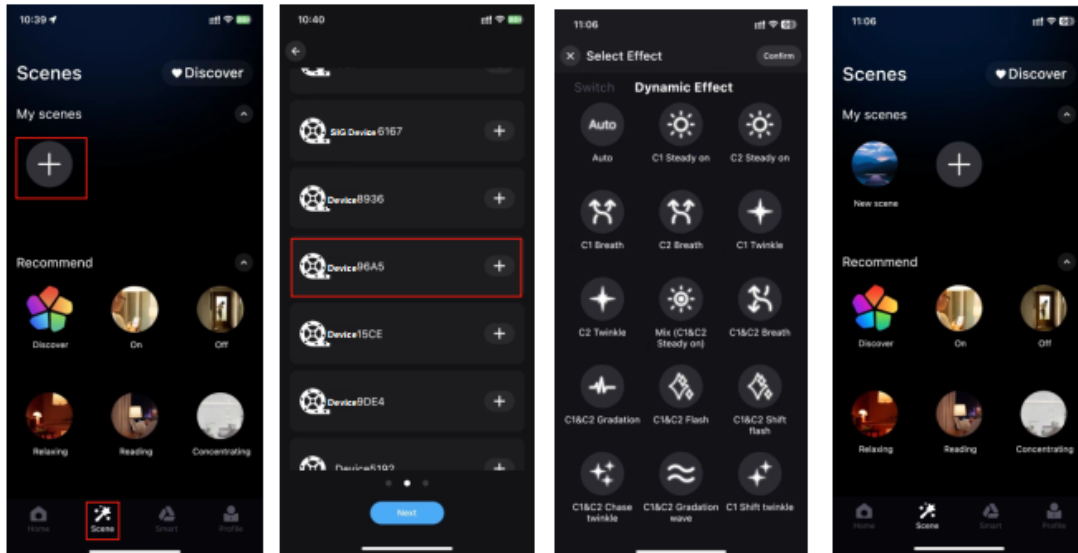 10:39
Scenes
Discover
My scenes
Recommend
Discover
On
Off
Relaxing
Reading
Concentrating
Home
Scene
Smart
Profile
10:40
SIG Device 6167
Device8936
Device96A5
Device15CE
Device9DE4
Device5192
Next
11:06
Select Effect
Confirm
Switch
Dynamic Effect
Auto
Auto
C1 Steady on
C2 Steady on
C1 Breath
C2 Breath
C1 Twinkle
C2 Twinkle
Mix (C1&C2
Steady on)
C1&C2 Breath
C1&C2 Gradation
C1&C2 Flash
C1&C2 Shift
flash
C1&C2 Chase
twinkle
C1&C2 Gradation
wave
C1 Shift twinkle
11:06
Scenes
Discover
My scenes
New scene
Recommend
Discover
On
Off
Relaxing
Reading
Concentrating
Home
Scene
Smart
Profile